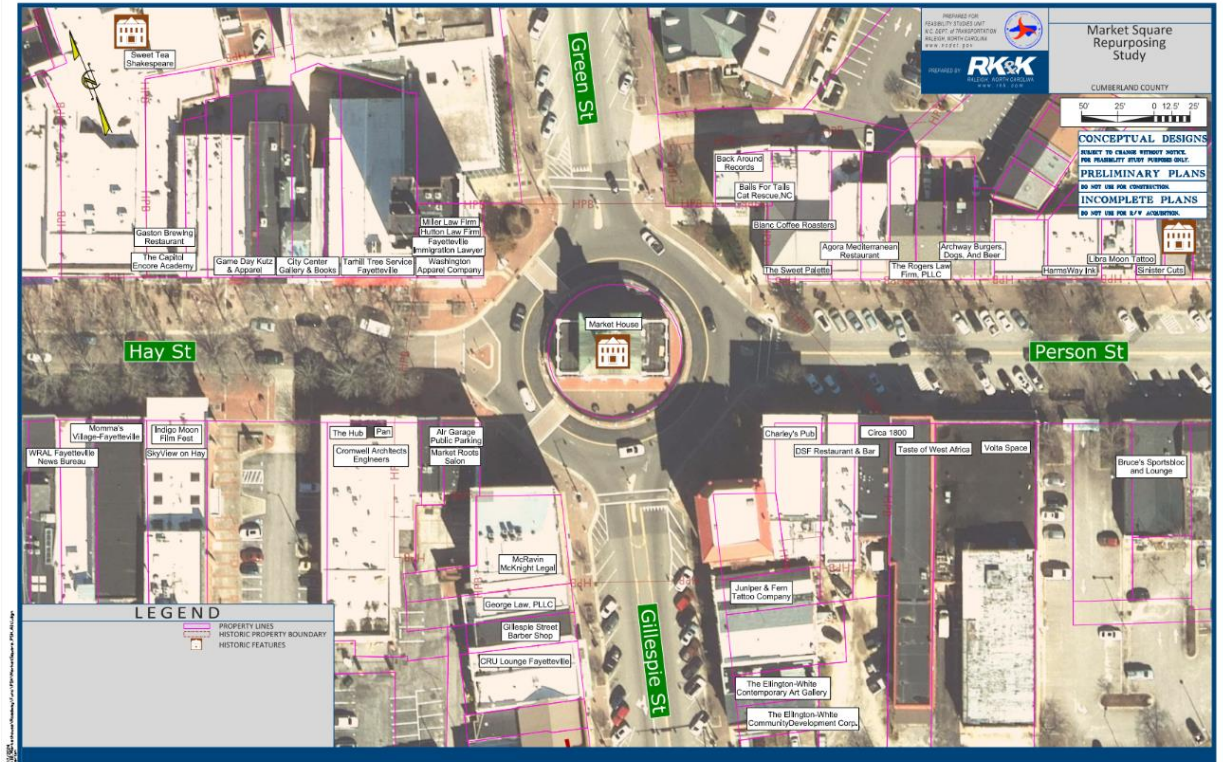 PREPARED FOR
FEASIBILITY STUDIES UNIT
N.C. DEPT. of TRANSPORTATION
RALEIGH, NORTH CAROLINA
www.ncdot.gov
PREPARED BY
RK&K
RALEIGH, NORTH CAROLINA
www.rkk.com
Market Square
Repurposing
Study
CUMBERLAND COUNTY
50' 25' 0 12.5' 25'
CONCEPTUAL DESIGNS
SUBJECT TO CHANGE WITHOUT NOTICE.
FOR FEASIBILITY STUDY PURPOSES ONLY.
PRELIMINARY PLANS
DO NOT USE FOR CONSTRUCTION.
INCOMPLETE PLANS
DO NOT USE FOR R/W ACQUISITION.
Sweet Tea
Shakespeare
Green St
Back Around
Records
Balls For Tails
Cat Rescue,NC
Blanc Coffee Roasters
The Sweet Palette
Agora Mediterranean
Restaurant
The Rogers Law
Firm, PLLC
Archway Burgers,
Dogs, And Beer
HarmsWay Ink
Libra Moon Tattoo
Sinister Cuts
Gaston Brewing
Restaurant
The Capitol
Encore Academy
Game Day Kutz
& Apparel
City Center
Gallery & Books
Tarhill Tree Service
Fayetteville
Miller Law Firm
Hutton Law Firm
Fayetteville
Immigration Lawyer
Washington
Apparel Company
HPB
Market House
Hay St
Person St
Momma's
Village-Fayetteville
WRAL Fayetteville
News Bureau
Indigo Moon
Film Fest
SkyView on Hay
The Hub
Pan
Cromwell Architects
Engineers
Air Garage
Public Parking
Market Roots
Salon
Charley's Pub
DSF Restaurant & Bar
Circa 1800
Taste of West Africa
Volta Space
Bruce's Sportsbloc
and Lounge
McRavin
McKnight Legal
George Law, PLLC
Gillespie Street
Barber Shop
CRU Lounge Fayetteville
Gillespie St
Juniper & Fern
Tattoo Company
The Ellington-White
Contemporary Art Gallery
The Ellington-White
CommunityDevelopment Corp.
LEGEND
PROPERTY LINES
HISTORIC PROPERTY BOUNDARY
HISTORIC FEATURES